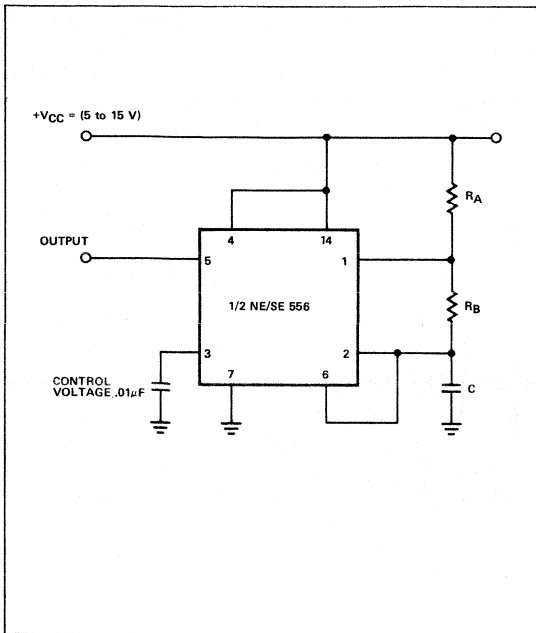 +VCC = (5 to 15 V)
RA
4
14
OUTPUT
5
1
1/2 NE/SE 556
RB
3
2
CONTROL
VOLTAGE,.01μF
7
6
C